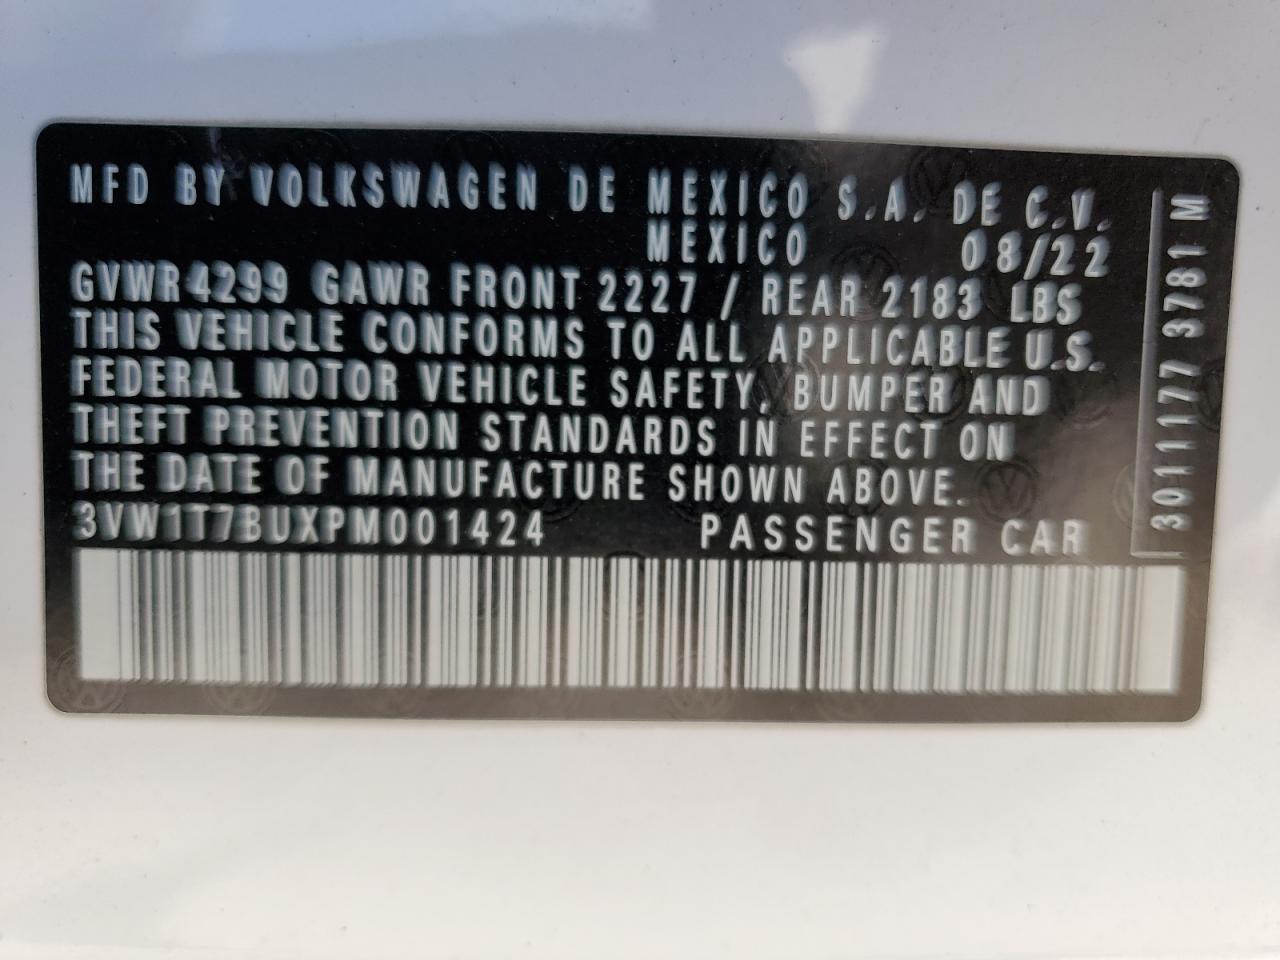 MFD BY VOLKSWAGEN DE MEXICO S.A. DE C.V.
MEXICO 08/22
GVWR 4299 GAWR FRONT 2227 / REAR 2183 LBS
THIS VEHICLE CONFORMS TO ALL APPLICABLE U.S.
FEDERAL MOTOR VEHICLE SAFETY, BUMPER AND
THEFT PREVENTION STANDARDS IN EFFECT ON
THE DATE OF MANUFACTURE SHOWN ABOVE.
3VW1T7BUXPM001424 PASSENGER CAR
3011177 3781 M